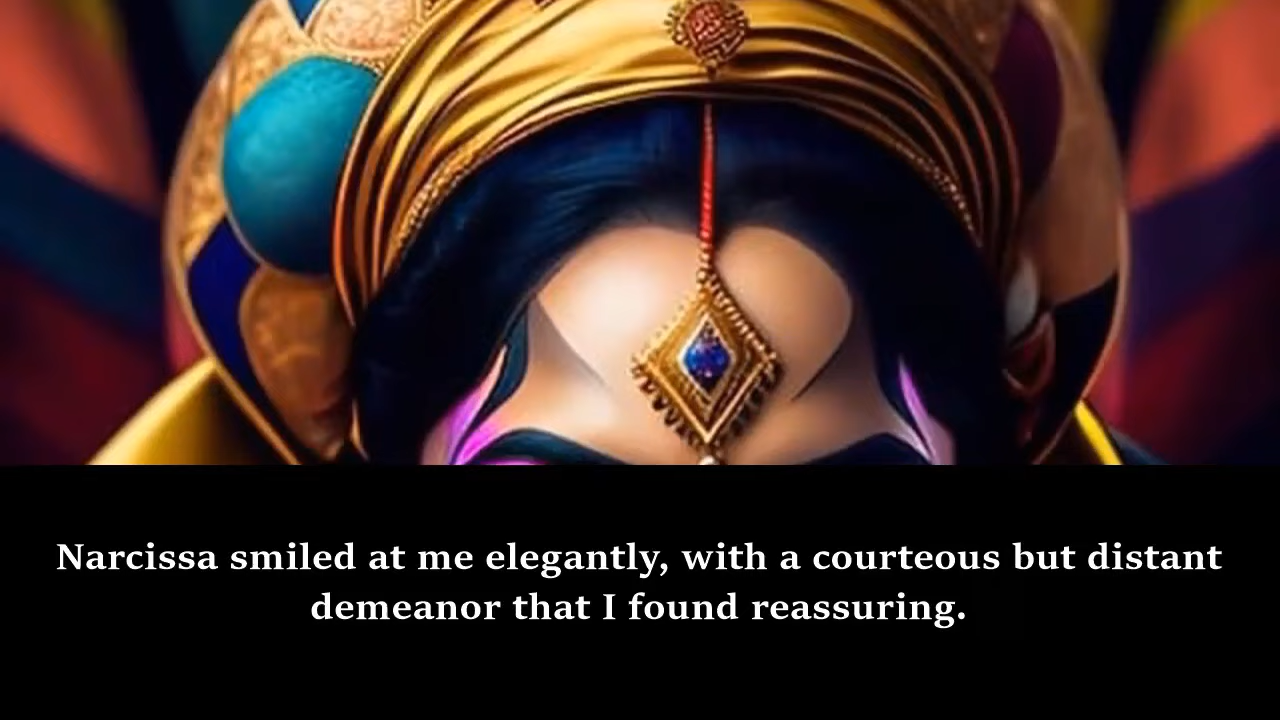 Narcissa smiled at me elegantly, with a courteous but distant
demeanor that I found reassuring.